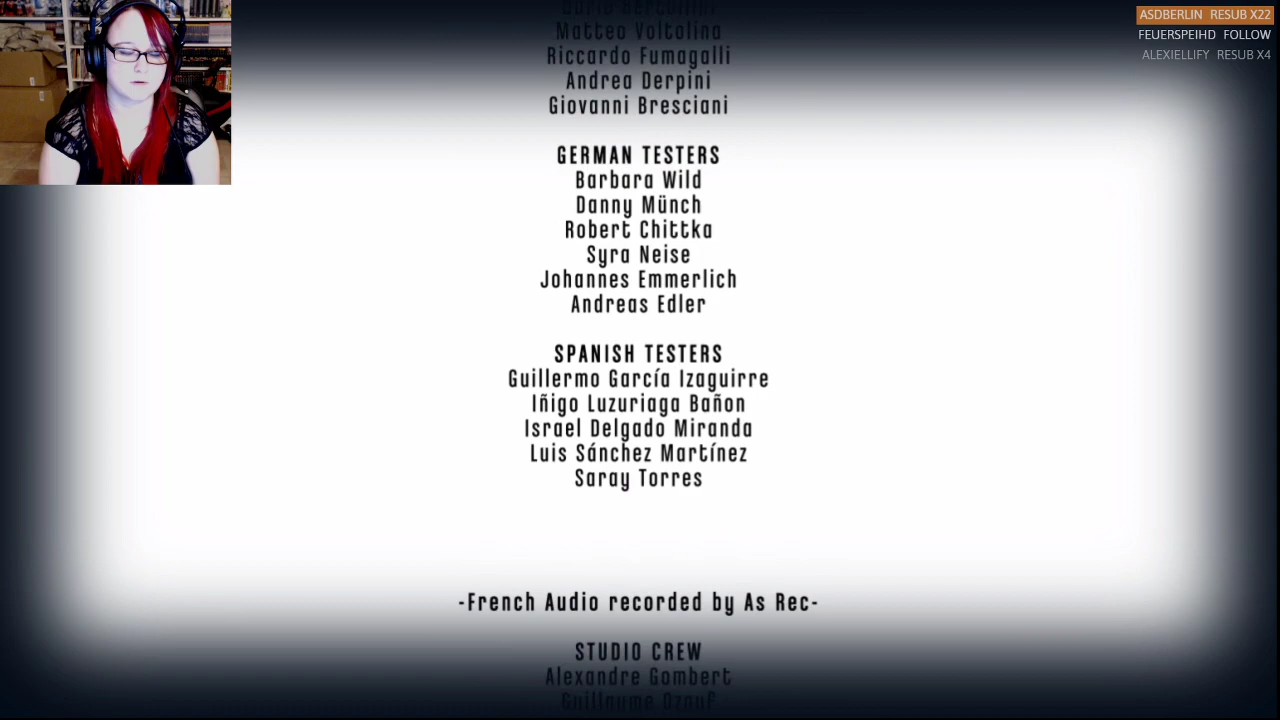 ASDBERLIN RESUB X22
FEUERSPEIHD FOLLOW
ALEXIELLIFY RESUB X4
Matteo Voltolina
Riccardo Fumagalli
Andrea Derpini
Giovanni Bresciani
GERMAN TESTERS
Barbara Wild
Danny Münch
Robert Chittka
Syra Neise
Johannes Emmerlich
Andreas Edler
SPANISH TESTERS
Guillermo García Izaguirre
Iñigo Luzuriaga Bañon
Israel Delgado Miranda
Luis Sánchez Martínez
Saray Torres
-French Audio recorded by As Rec-
STUDIO CREW
Alexandre Gombert
Guillaume